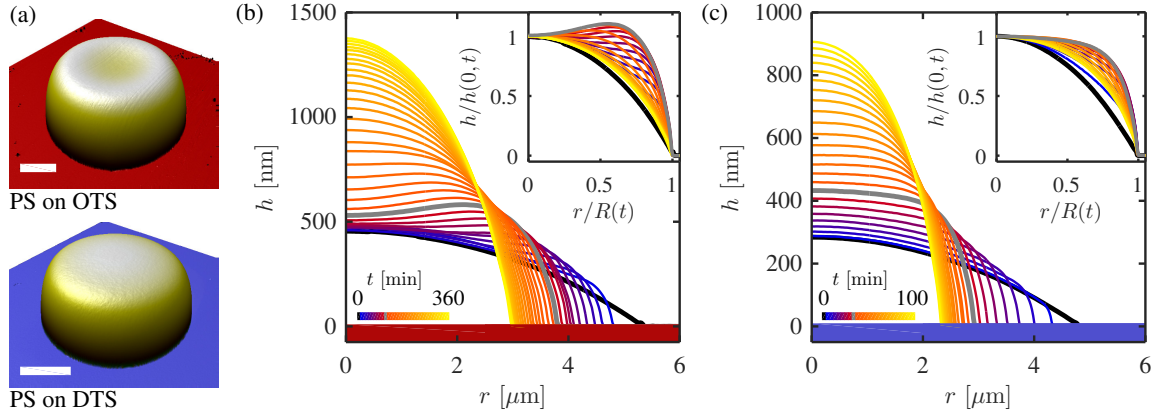 (a)
PS on OTS
PS on DTS
(b)
1500
1000
500
0
h [nm]
0
2
4
6
r [μm]
t [min]
0
360
h/h(0, t)
1
0.5
0
0
0.5
1
r/R(t)
(c)
1000
800
600
400
200
0
h [nm]
0
2
4
6
r [μm]
t [min]
0
100
h/h(0, t)
1
0.5
0
0
0.5
1
r/R(t)